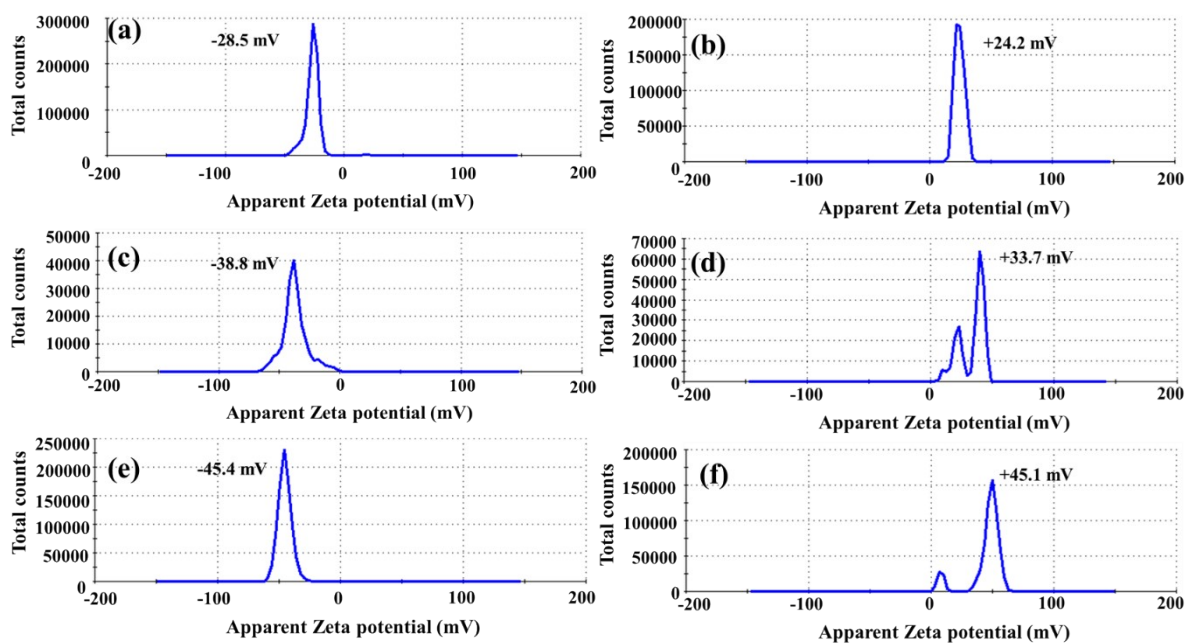 (a)
-28.5 mV
Total counts
300000
200000
100000
0
-200
-100
0
100
200
Apparent Zeta potential (mV)
(b)
+24.2 mV
Total counts
200000
150000
100000
50000
0
-200
-100
0
100
200
Apparent Zeta potential (mV)
(c)
-38.8 mV
Total counts
50000
40000
30000
20000
10000
0
-200
-100
0
100
200
Apparent Zeta potential (mV)
(d)
+33.7 mV
Total counts
70000
60000
50000
40000
30000
20000
10000
0
-200
-100
0
100
200
Apparent Zeta potential (mV)
(e)
-45.4 mV
Total counts
250000
200000
150000
100000
50000
0
-200
-100
0
100
200
Apparent Zeta potential (mV)
(f)
+45.1 mV
Total counts
200000
150000
100000
50000
0
-200
-100
0
100
200
Apparent Zeta potential (mV)